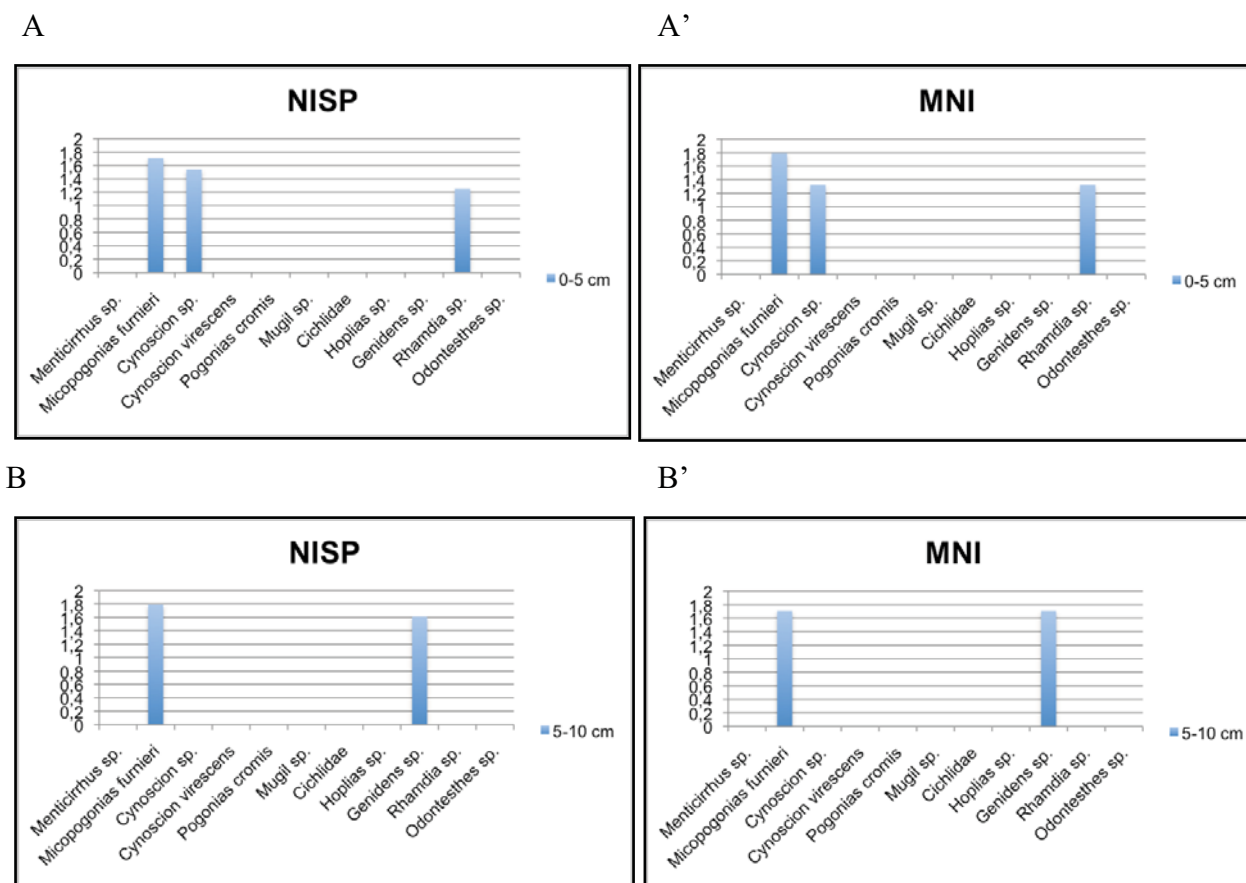 A
NISP
2
1,8
1,6
1,4
1,2
1
0,8
0,6
0,4
0,2
0
Menticirrhus sp.
Micopogonias furnieri
Cynoscion sp.
Cynoscion virescens
Pogonias cromis
Mugil sp.
Cichlidae
Hoplias sp.
Genidens sp.
Rhamdia sp.
Odontesthes sp.
0-5 cm
A’
MNI
2
1,8
1,6
1,4
1,2
1
0,8
0,6
0,4
0,2
0
Menticirrhus sp.
Micopogonias furnieri
Cynoscion sp.
Cynoscion virescens
Pogonias cromis
Mugil sp.
Cichlidae
Hoplias sp.
Genidens sp.
Rhamdia sp.
Odontesthes sp.
0-5 cm
B
NISP
2
1,8
1,6
1,4
1,2
1
0,8
0,6
0,4
0,2
0
Menticirrhus sp.
Micopogonias furnieri
Cynoscion sp.
Cynoscion virescens
Pogonias cromis
Mugil sp.
Cichlidae
Hoplias sp.
Genidens sp.
Rhamdia sp.
Odontesthes sp.
5-10 cm
B’
MNI
2
1,8
1,6
1,4
1,2
1
0,8
0,6
0,4
0,2
0
Menticirrhus sp.
Micopogonias furnieri
Cynoscion sp.
Cynoscion virescens
Pogonias cromis
Mugil sp.
Cichlidae
Hoplias sp.
Genidens sp.
Rhamdia sp.
Odontesthes sp.
5-10 cm